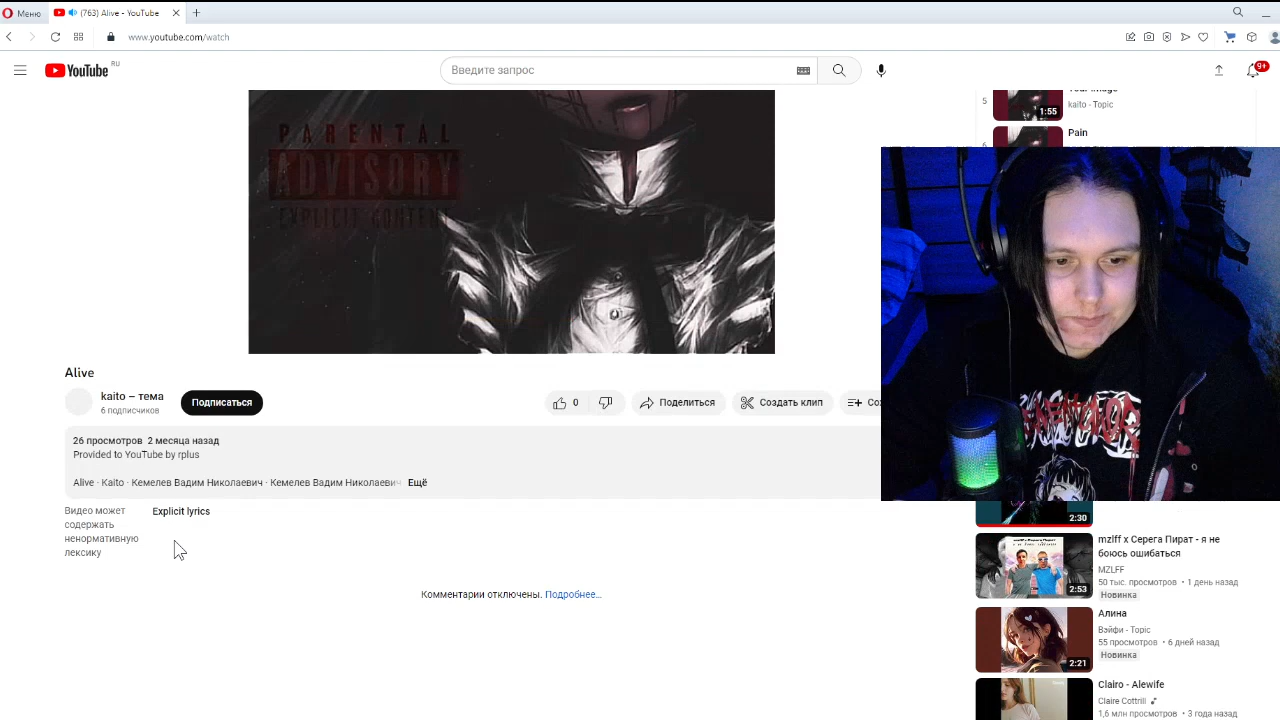 Меню
(763) Alive - YouTube
www.youtube.com/watch
YouTube RU
Введите запрос
9+
PARENTAL
ADVISORY
EXPLICIT CONTENT
Alive
kaito – тема
6 подписчиков
Подписаться
0
Поделиться
Создать клип
26 просмотров 2 месяца назад
Provided to YouTube by rplus
Alive · Kaito · Кемелев Вадим Николаевич · Кемелев Вадим Николаевич
Ещё
Видео может
содержать
ненормативную
лексику
Explicit lyrics
Комментарии отключены. Подробнее…
5
1:55
kaito - Topic
Pain
2:30
mzlff x Серега Пират - я не
боюсь ошибаться
MZLFF
50 тыс. просмотров • 1 день назад
Новинка
2:53
Алина
Вэйфи - Topic
55 просмотров • 6 дней назад
Новинка
2:21
Clairo - Alewife
Claire Cottrill
1,6 млн просмотров • 3 года назад